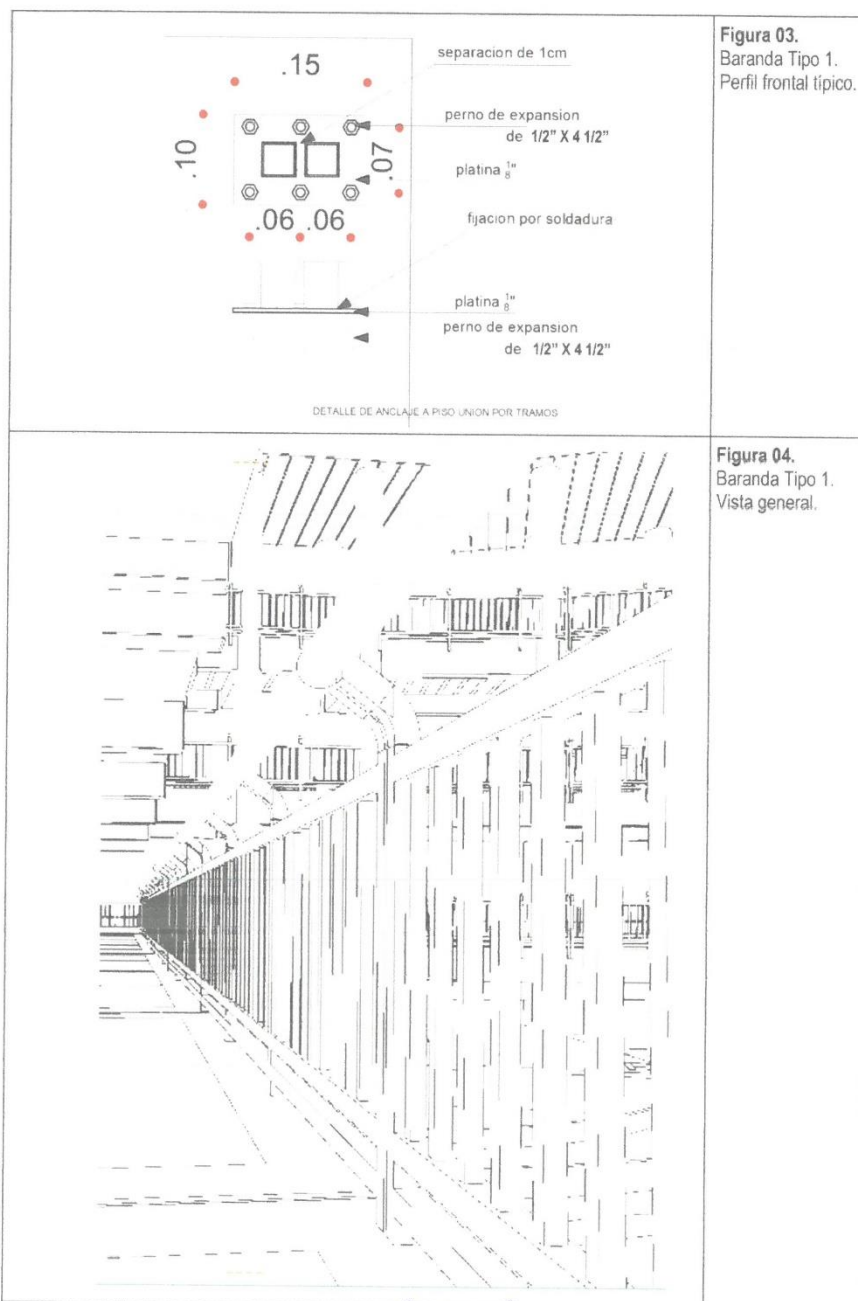 Figura 03.
Baranda Tipo 1.
Perfil frontal típico.
separacion de 1cm
.15
perno de expansion
de 1/2" X 4 1/2"
.10
.07
platina 1/8"
.06 .06
fijacion por soldadura
platina 1/8"
perno de expansion
de 1/2" X 4 1/2"
DETALLE DE ANCLAJE A PISO UNION POR TRAMOS
Figura 04.
Baranda Tipo 1.
Vista general.